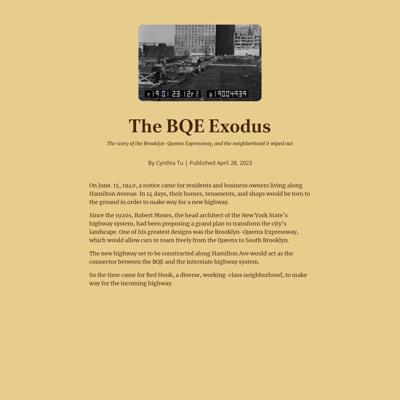 The BQE Exodus
The story of the Brooklyn-Queens Expressway, and the neighborhood it wiped out
By Cynthia Tu | Published April 28, 2023
On June. 15, 1940, a notice came for residents and business owners living along
Hamilton Avenue. In 14 days, their homes, tenaments, and shops would be torn to
the ground in order to make way for a new highway.
Since the 1920s, Robert Moses, the head architect of the New York State's
highway system, had been proposing a grand plan to transform the city's
landscape. One of his greatest designs was the Brooklyn-Queens Expressway,
which would allow cars to roam freely from the Queens to South Brooklyn.
The new highway set to be constructed along Hamilton Ave would act as the
connector between the BQE and the interstate highway system.
So the time came for Red Hook, a diverse, working-class neighborhood, to make
way for the incoming highway.